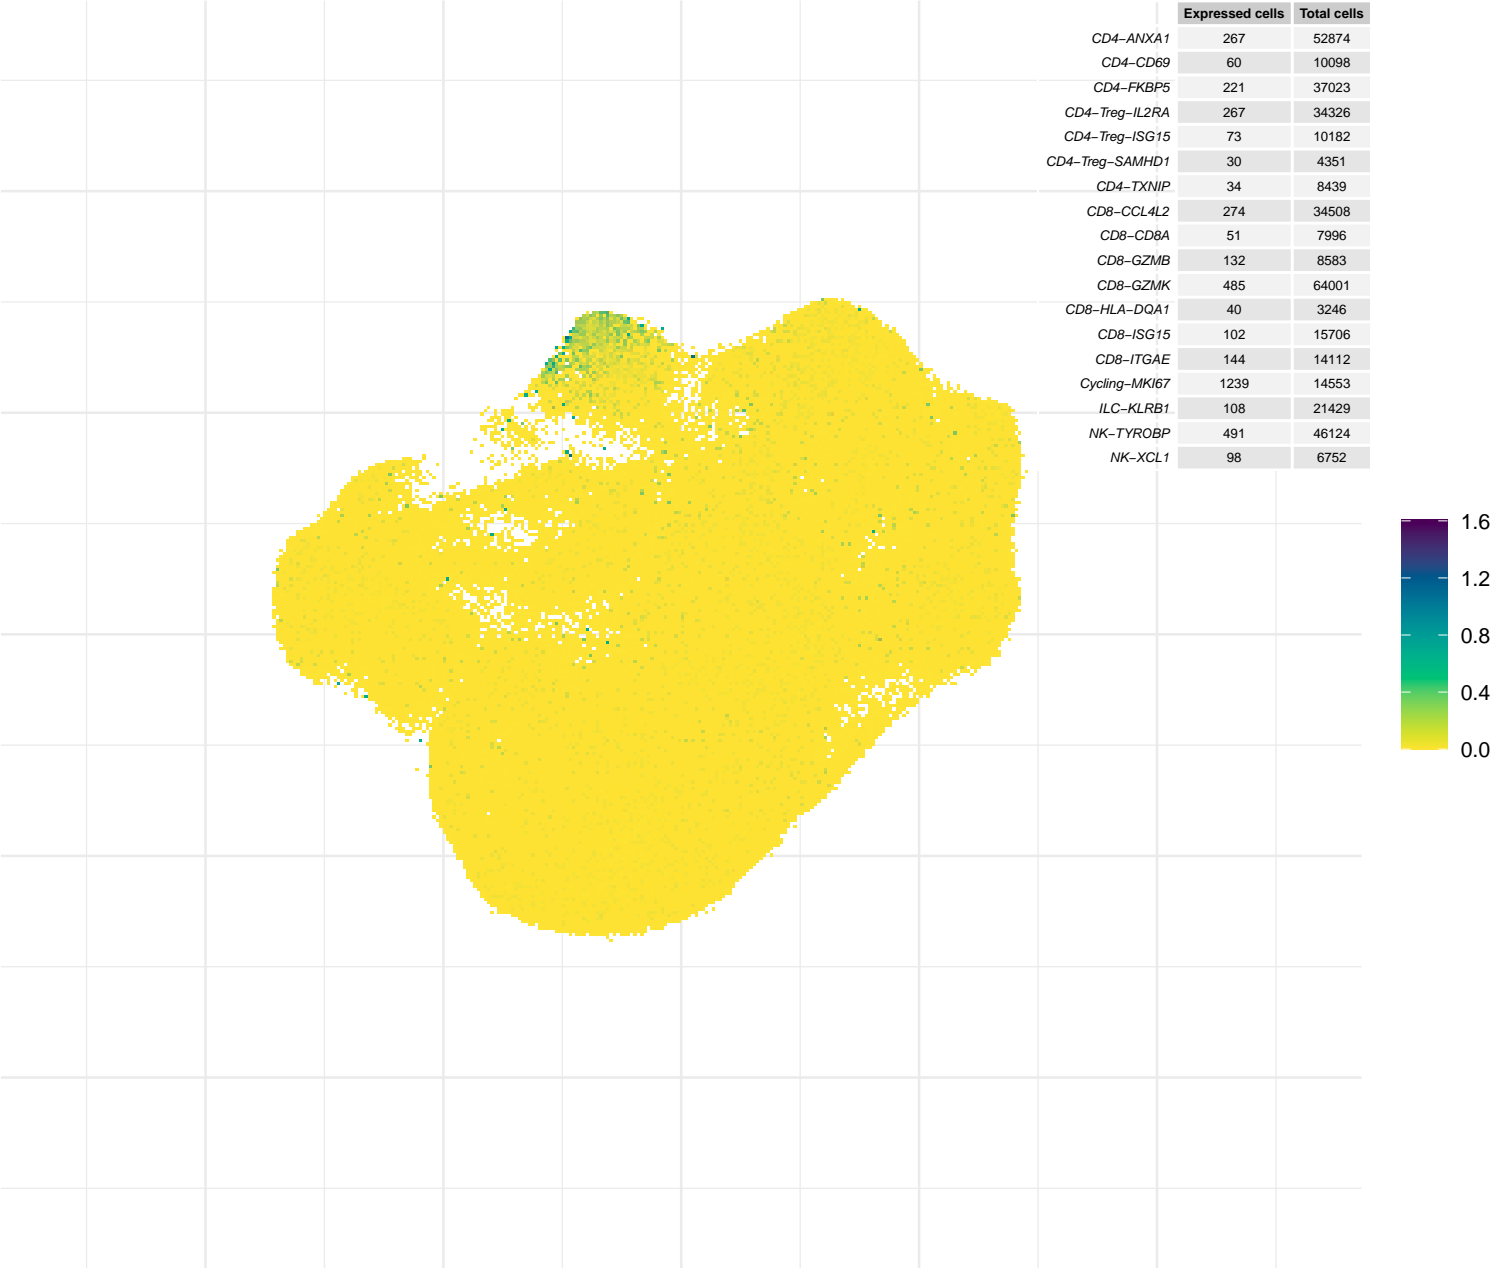 Expressed cells Total cells
CD4−ANXA1 267 52874
CD4−CD69 60 10098
CD4−FKBP5 221 37023
CD4−Treg−IL2RA 267 34326
CD4−Treg−ISG15 73 10182
CD4−Treg−SAMHD1 30 4351
CD4−TXNIP 34 8439
CD8−CCL4L2 274 34508
CD8−CD8A 51 7996
CD8−GZMB 132 8583
CD8−GZMK 485 64001
CD8−HLA−DQA1 40 3246
CD8−ISG15 102 15706
CD8−ITGAE 144 14112
Cycling−MKI67 1239 14553
ILC−KLRB1 108 21429
NK−TYROBP 491 46124
NK−XCL1 98 6752
1.6
1.2
0.8
0.4
0.0